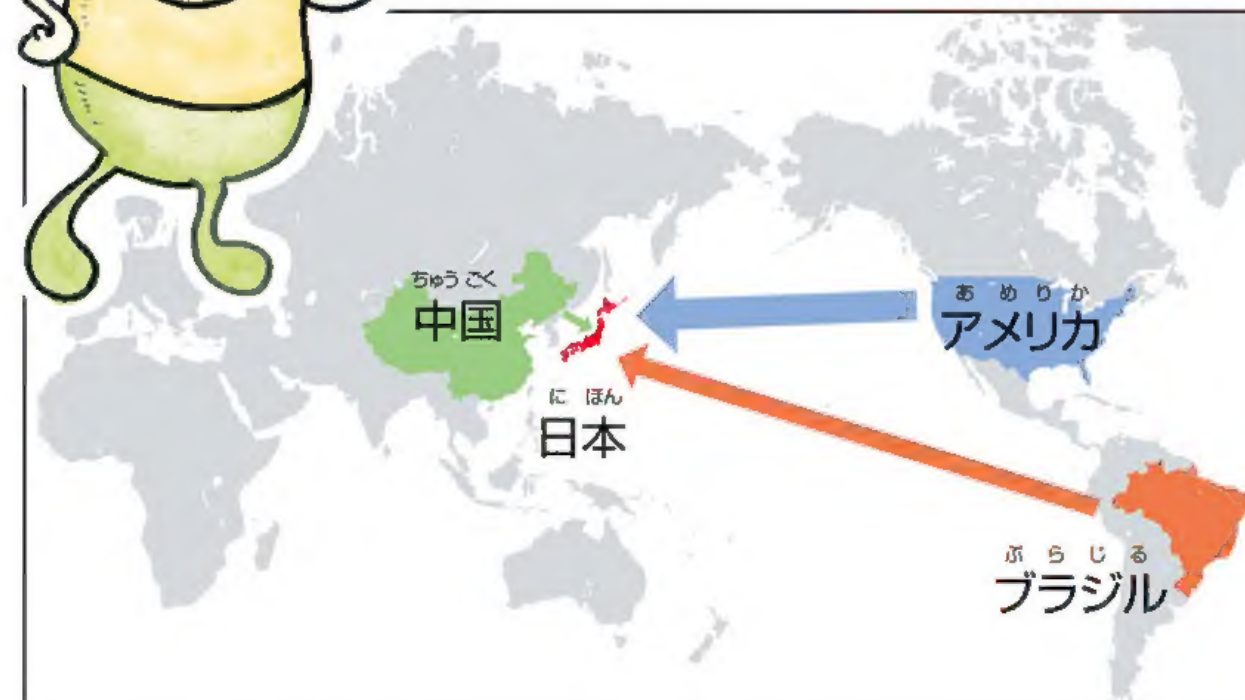 ちゅうごく
中国
あめりか
アメリカ
にほん
日本
ぶらじる
ブラジル